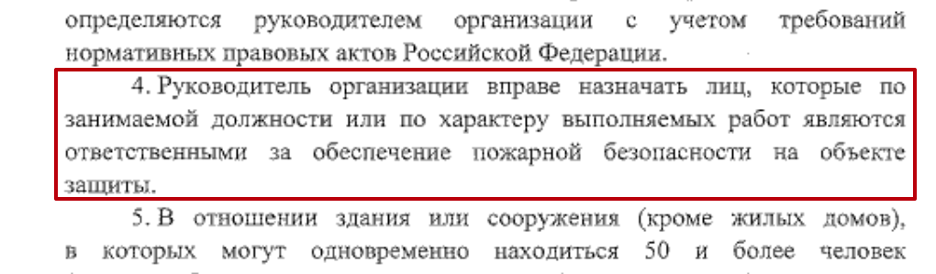 определяются руководителем организации с учетом требований
нормативных правовых актов Российской Федерации.
4. Руководитель организации вправе назначать лиц, которые по
занимаемой должности или по характеру выполняемых работ являются
ответственными за обеспечение пожарной безопасности на объекте
защиты.
5. В отношении здания или сооружения (кроме жилых домов),
в которых могут одновременно находиться 50 и более человек